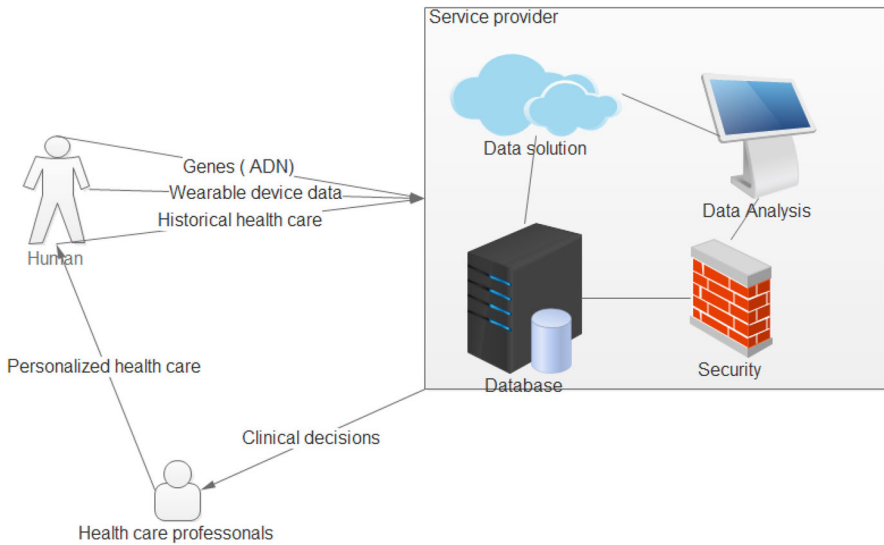 Service provider
Data solution
Data Analysis
Genes ( ADN)
Wearable device data
Historical health care
Human
Database
Security
Personalized health care
Clinical decisions
Health care professonals